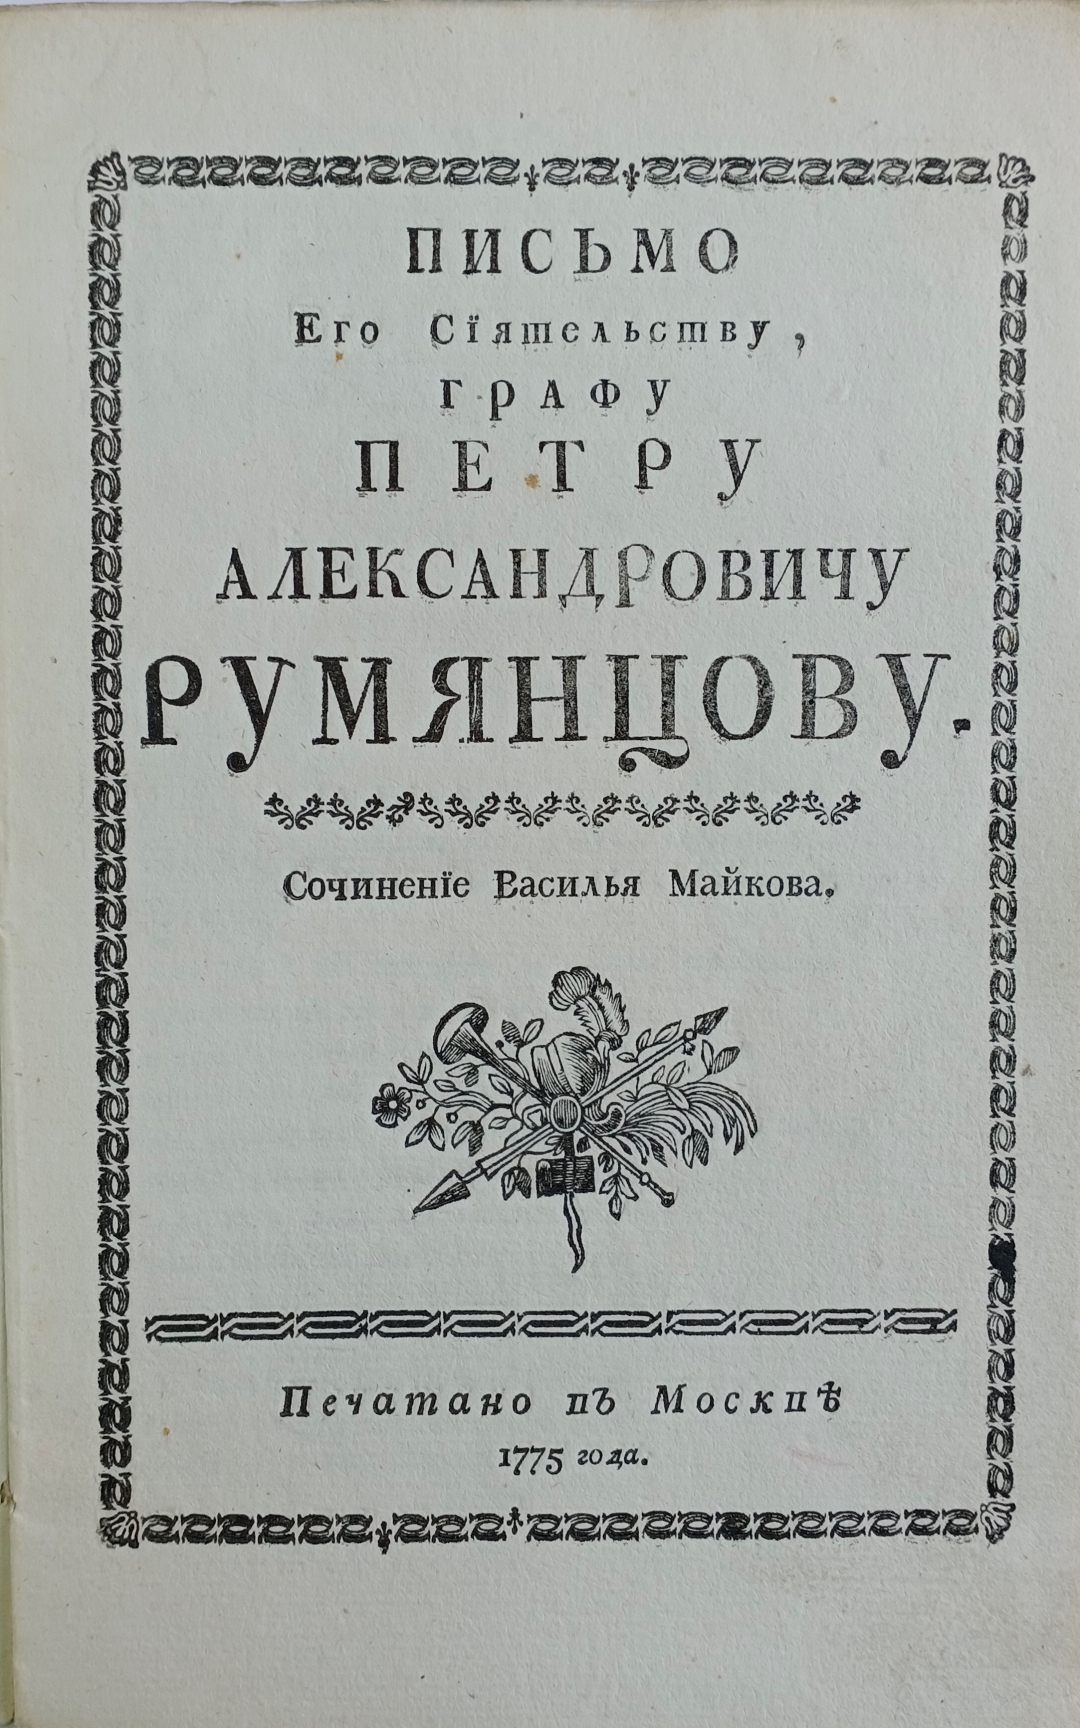 ПИСЬМО
Его Сїятельству,
ГРАФУ
ПЕТРУ
АЛЕКСАНДРОВИЧУ
РУМЯНЦОВУ.
Сочиненїе Василья Майкова.
Печатано въ Москвѣ
1775 года.